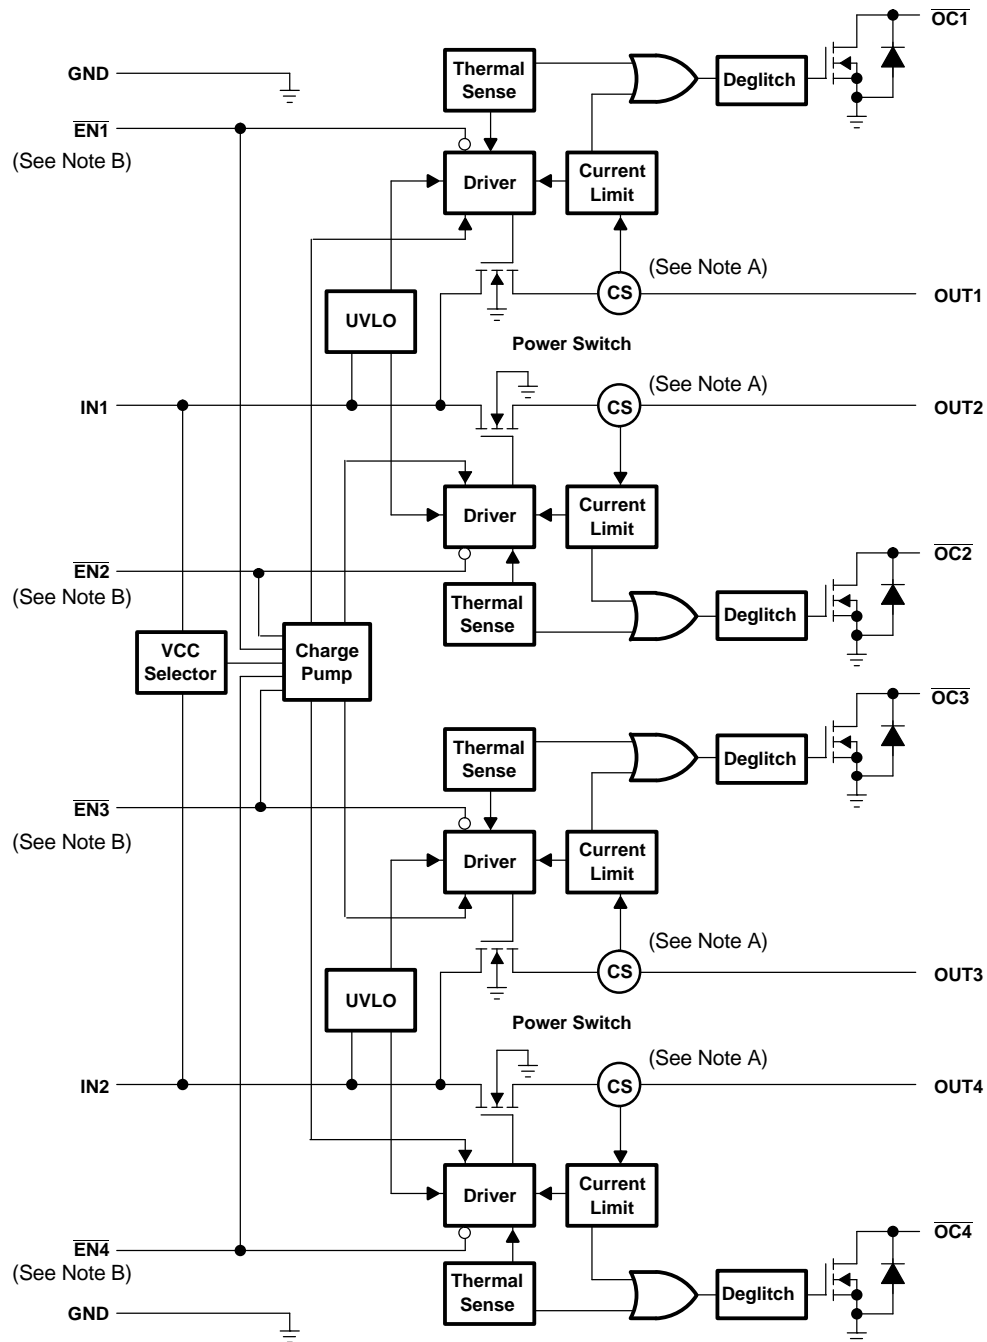 OC1
GND
Thermal
Sense
Deglitch
EN1
(See Note B)
Driver
Current
Limit
(See Note A)
CS
OUT1
UVLO
Power Switch
(See Note A)
IN1
CS
OUT2
Driver
Current
Limit
EN2
(See Note B)
OC2
Thermal
Sense
Deglitch
VCC
Selector
Charge
Pump
OC3
Thermal
Sense
Deglitch
EN3
(See Note B)
Driver
Current
Limit
(See Note A)
CS
OUT3
UVLO
Power Switch
(See Note A)
IN2
CS
OUT4
Driver
Current
Limit
EN4
(See Note B)
OC4
Thermal
Sense
Deglitch
GND